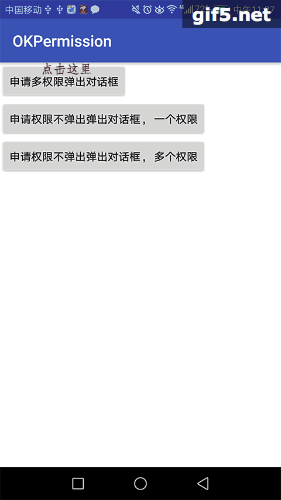 gif5.net
中国移动
OKPermission
点击这里
申请多权限弹出对话框
申请权限不弹出弹出对话框，一个权限
申请权限不弹出弹出对话框，多个权限